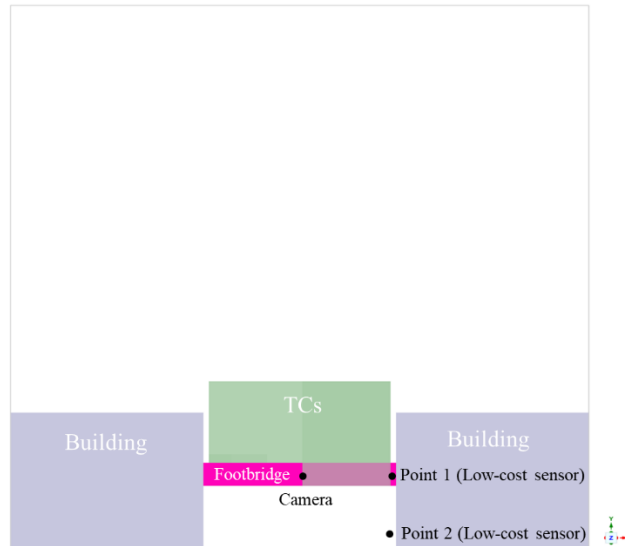 TCs
Building
Building
Footbridge
Point 1 (Low-cost sensor)
Camera
Point 2 (Low-cost sensor)
Y
Z